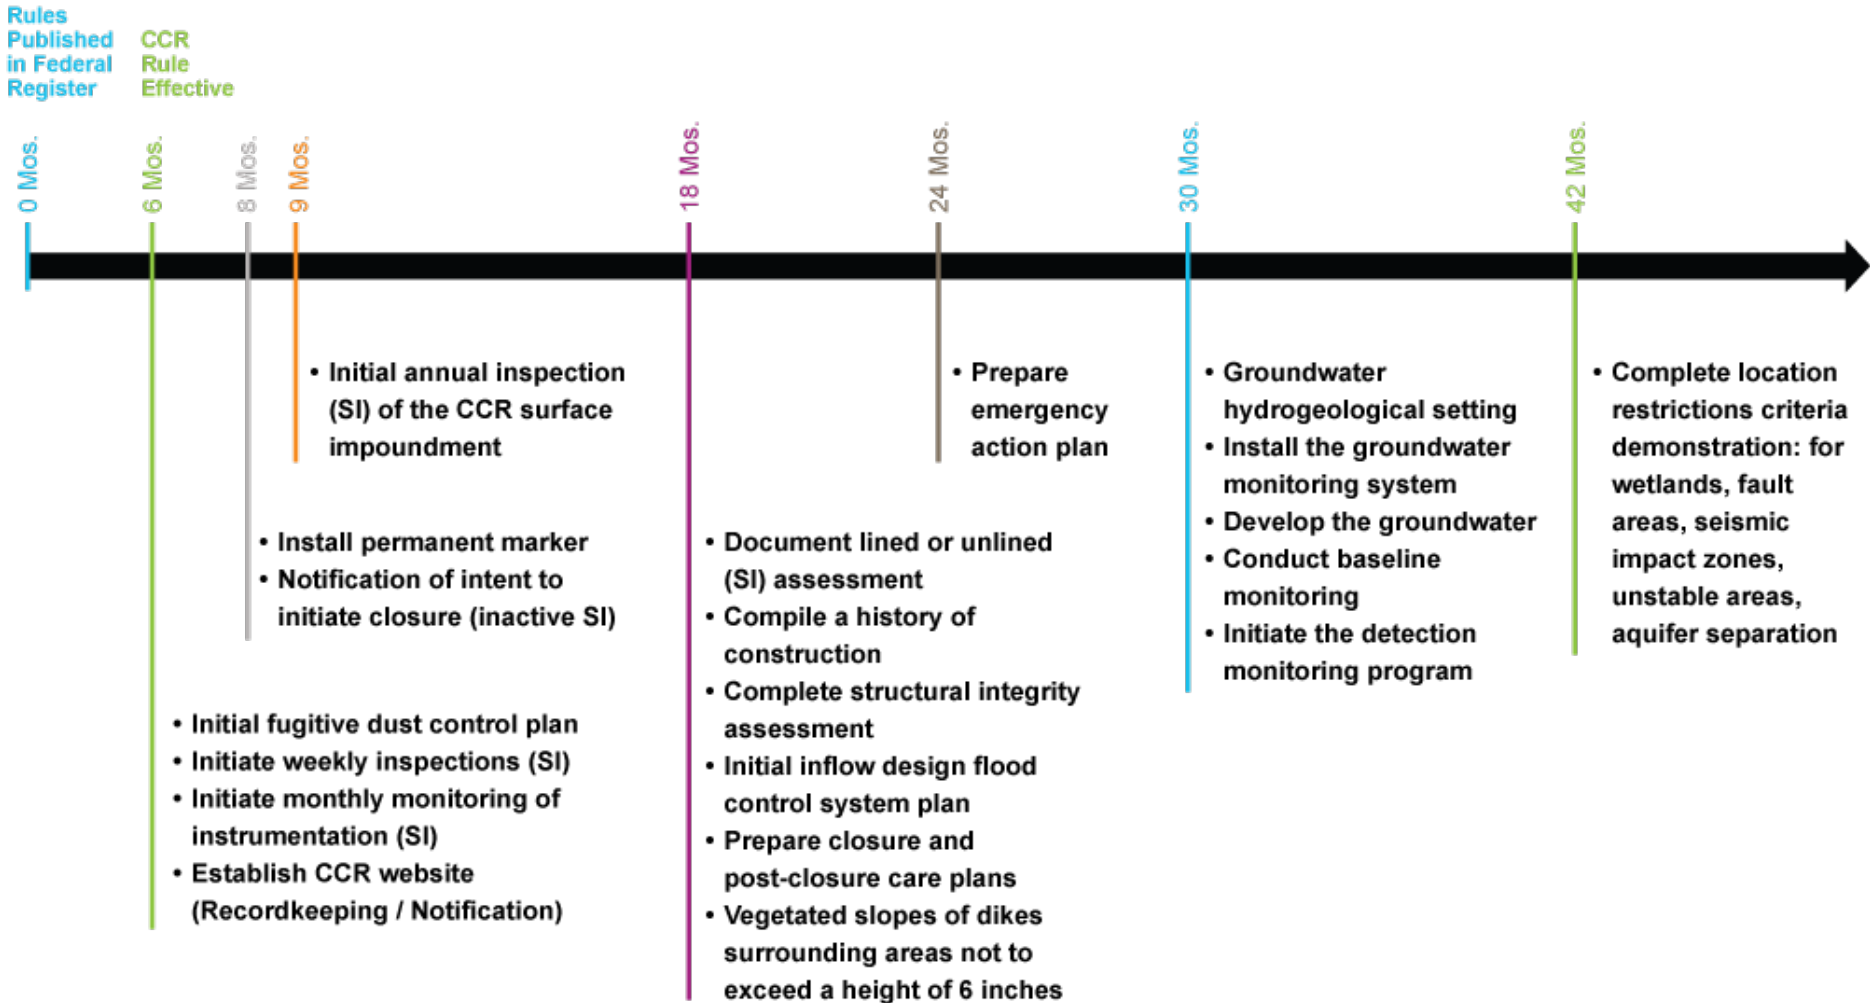 Rules
Published
in Federal
Register
CCR
Rule
Effective
0 Mos.
6 Mos.
8 Mos.
9 Mos.
18 Mos.
24 Mos.
30 Mos.
42 Mos.
• Initial annual inspection
(SI) of the CCR surface
impoundment
• Install permanent marker
• Notification of intent to
initiate closure (inactive SI)
• Initial fugitive dust control plan
• Initiate weekly inspections (SI)
• Initiate monthly monitoring of
instrumentation (SI)
• Establish CCR website
(Recordkeeping / Notification)
• Document lined or unlined
(SI) assessment
• Compile a history of
construction
• Complete structural integrity
assessment
• Initial inflow design flood
control system plan
• Prepare closure and
post-closure care plans
• Vegetated slopes of dikes
surrounding areas not to
exceed a height of 6 inches
• Prepare
emergency
action plan
• Groundwater
hydrogeological setting
• Install the groundwater
monitoring system
• Develop the groundwater
• Conduct baseline
monitoring
• Initiate the detection
monitoring program
• Complete location
restrictions criteria
demonstration: for
wetlands, fault
areas, seismic
impact zones,
unstable areas,
aquifer separation